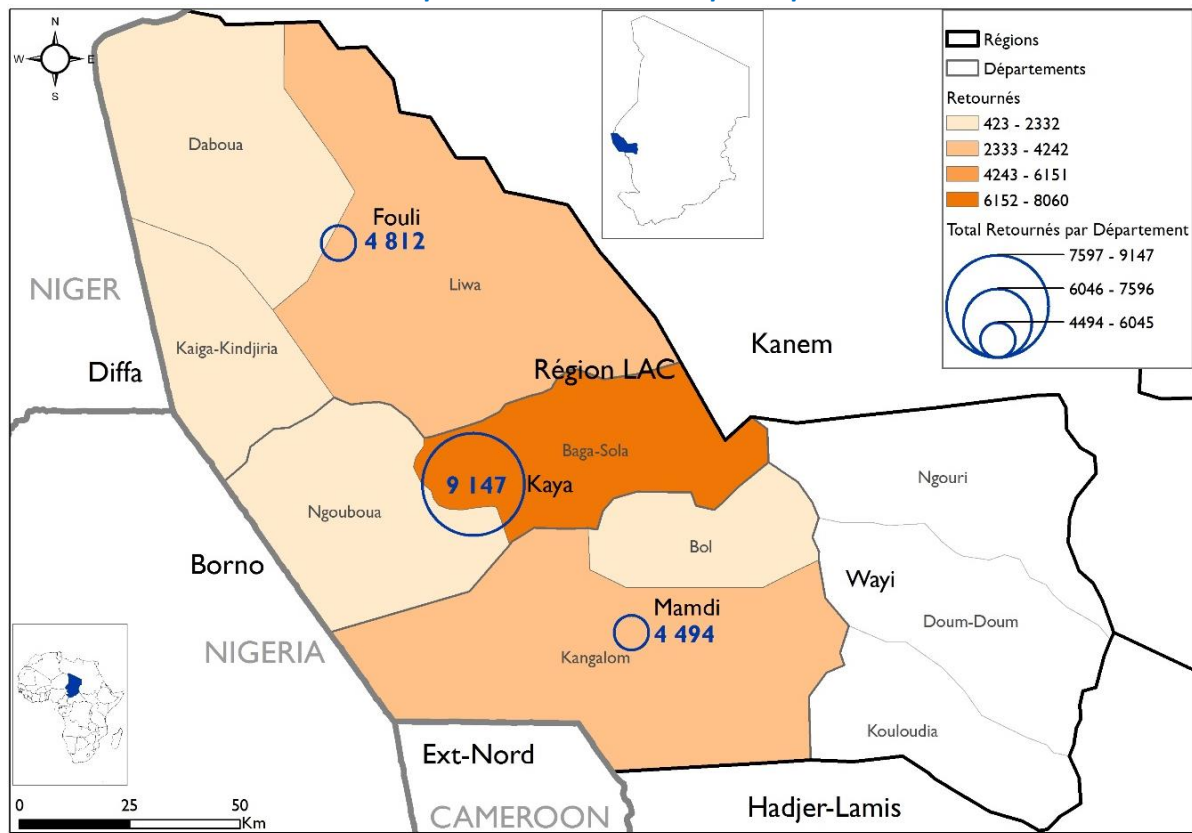 N
W
E
S
Régions
Départements
Retournés
423 - 2332
2333 - 4242
4243 - 6151
6152 - 8060
Total Retournés par Département
7597 - 9147
6046 - 7596
4494 - 6045
Daboua
Fouli
4 812
NIGER
Liwa
Kanem
Kaiga-Kindjiria
Diffa
Région LAC
Baga-Sola
Ngouri
9 147
Kaya
Ngouboua
Bol
Borno
Wayi
Mamdi
4 494
Doum-Doum
NIGERIA
Kangalom
Kouloudia
Ext-Nord
CAMEROON
Hadjer-Lamis
0
25
50
Km